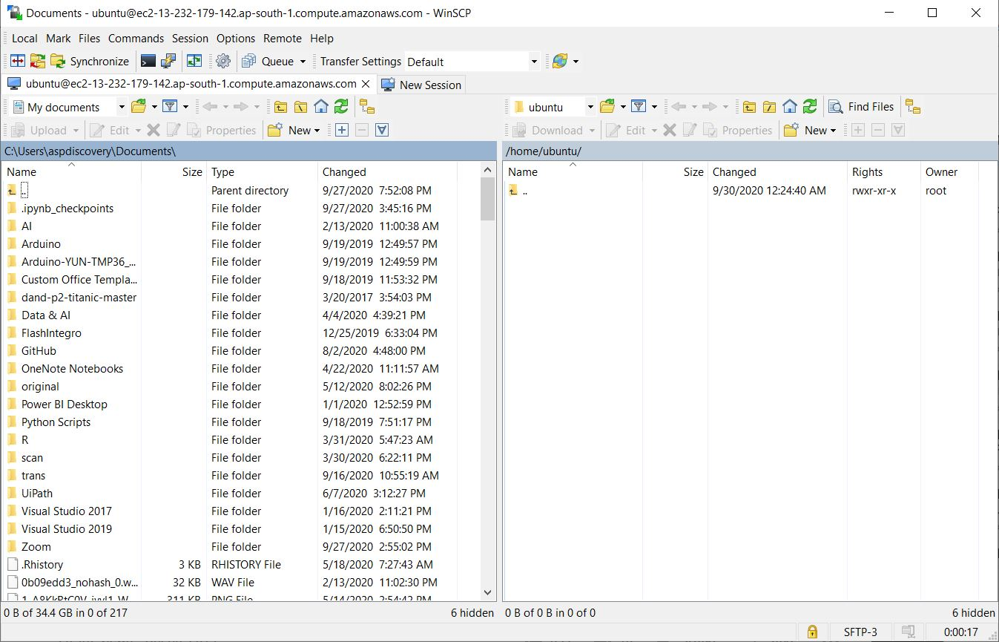 Documents - ubuntu@ec2-13-232-179-142.ap-south-1.compute.amazonaws.com - WinSCP
Local Mark Files Commands Session Options Remote Help
Synchronize Queue Transfer Settings Default
ubuntu@ec2-13-232-179-142.ap-south-1.compute.amazonaws.com New Session
My documents
Upload Edit Properties New
C:\Users\aspdiscovery\Documents\
Name Size Type Changed
.. Parent directory 9/27/2020 7:52:08 PM
.ipynb_checkpoints File folder 9/27/2020 3:45:16 PM
AI File folder 2/13/2020 11:00:38 AM
Arduino File folder 9/19/2019 12:49:57 PM
Arduino-YUN-TMP36_... File folder 9/19/2019 12:49:59 PM
Custom Office Templa... File folder 9/18/2019 11:53:32 PM
dand-p2-titanic-master File folder 3/20/2017 3:54:03 PM
Data & AI File folder 4/4/2020 4:39:21 PM
FlashIntegro File folder 12/25/2019 6:33:04 PM
GitHub File folder 8/2/2020 4:48:00 PM
OneNote Notebooks File folder 4/22/2020 11:11:57 AM
original File folder 5/12/2020 8:02:26 PM
Power BI Desktop File folder 1/1/2020 12:52:59 PM
Python Scripts File folder 9/18/2019 7:51:17 PM
R File folder 3/31/2020 5:47:23 AM
scan File folder 3/30/2020 6:22:11 PM
trans File folder 9/16/2020 10:55:19 AM
UiPath File folder 6/7/2020 3:12:27 PM
Visual Studio 2017 File folder 1/16/2020 2:11:21 PM
Visual Studio 2019 File folder 1/15/2020 6:50:50 PM
Zoom File folder 9/27/2020 2:55:02 PM
.Rhistory 3 KB RHISTORY File 5/18/2020 7:27:43 AM
0b09edd3_nohash_0.w... 32 KB WAV File 2/13/2020 11:02:30 PM
311 KB PNG File 5/14/2020 2:54:42 PM
0 B of 34.4 GB in 0 of 217 6 hidden
ubuntu Find Files
Download Edit Properties New
/home/ubuntu/
Name Size Changed Rights Owner
.. 9/30/2020 12:24:40 AM rwxr-xr-x root
0 B of 0 B in 0 of 0 6 hidden
SFTP-3 0:00:17